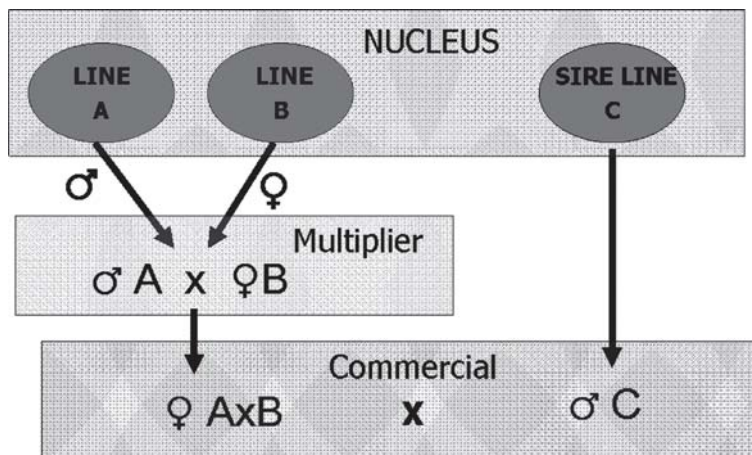 NUCLEUS
LINE
A
LINE
B
SIRE LINE
C
♂
♀
Multiplier
♂ A x ♀B
Commercial
♀ AxB x ♂ C